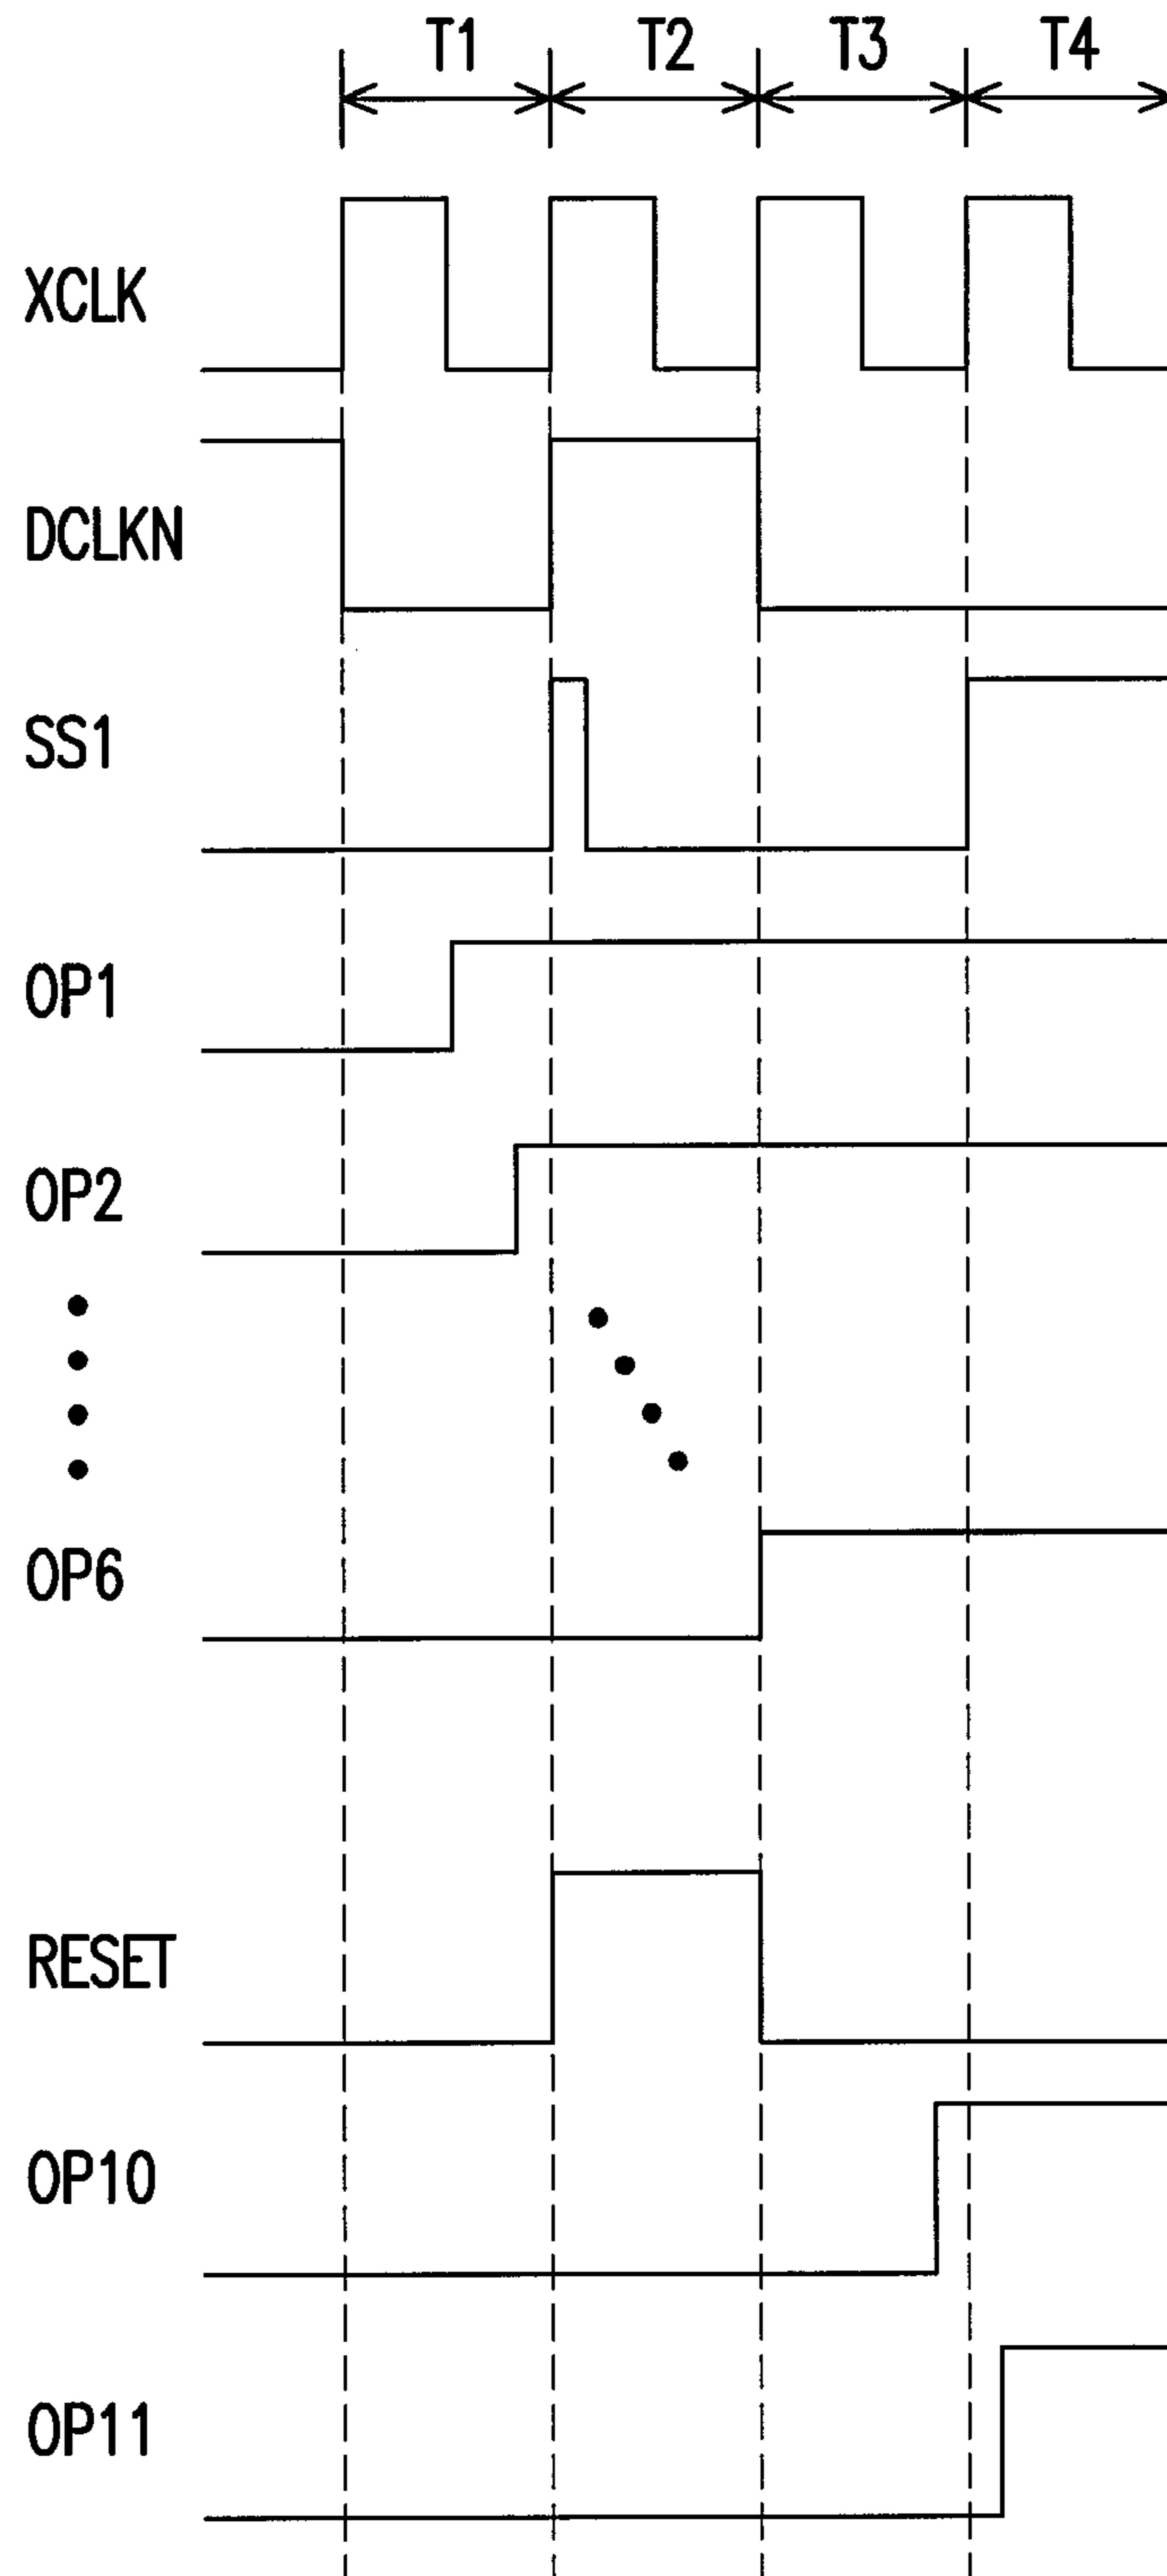 T1 T2 T3 T4
XCLK
DCLKN
SS1
OP1
OP2
OP6
RESET
OP10
OP11